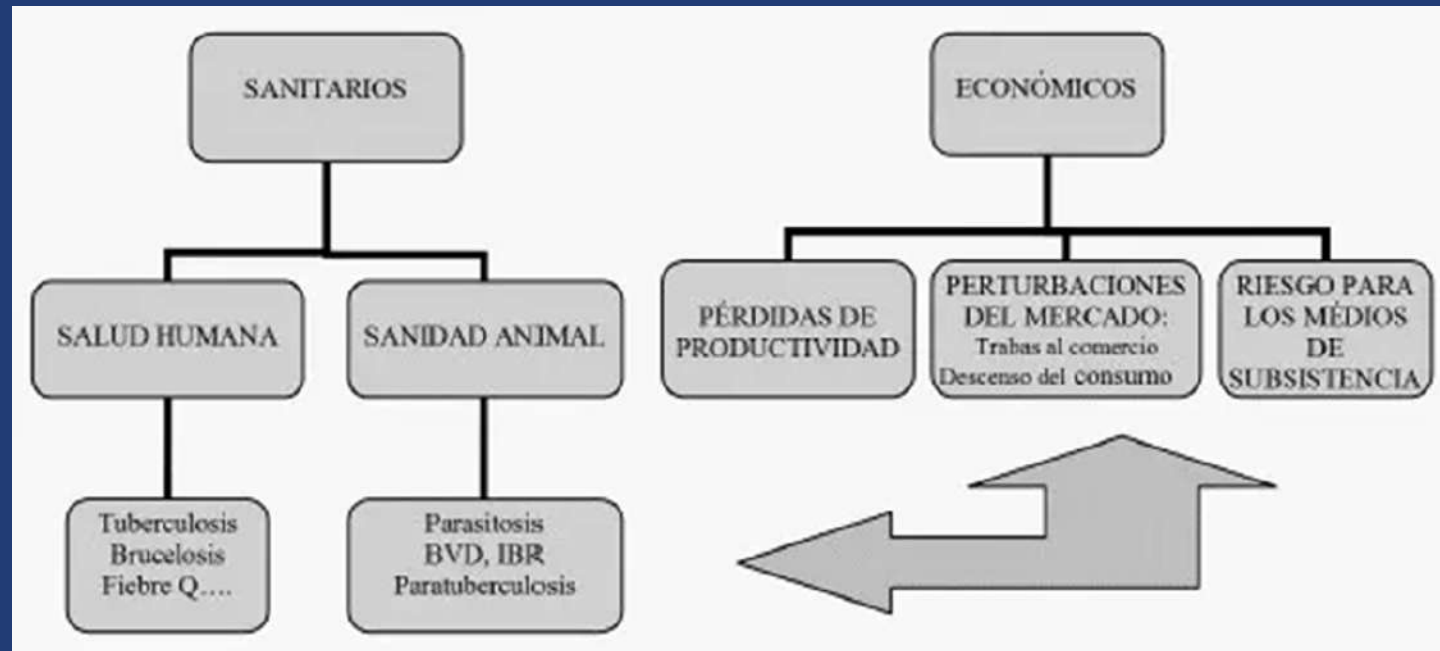 SANITARIOS
ECONÓMICOS
SALUD HUMANA
SANIDAD ANIMAL
PÉRDIDAS DE
PRODUCTIVIDAD
PERTURBACIONES
DEL MERCADO:
Trabas al comercio
Descenso del consumo
RIESGO PARA
LOS MÉDIOS
DE
SUBSISTENCIA
Tuberculosis
Brucelosis
Fiebre Q....
Parasitosis
BVD, IBR
Paratuberculosis